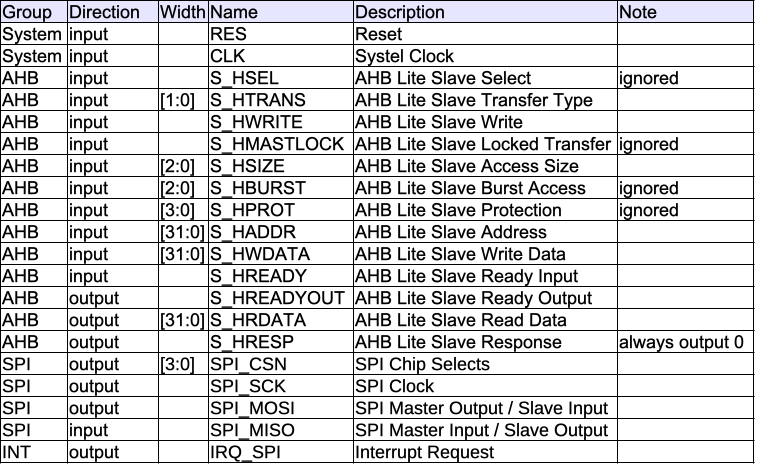 Group Direction Width Name Description Note
System input RES Reset
System input CLK Systel Clock
AHB input S_HSEL AHB Lite Slave Select ignored
AHB input [1:0] S_HTRANS AHB Lite Slave Transfer Type
AHB input S_HWRITE AHB Lite Slave Write
AHB input S_HMASTLOCK AHB Lite Slave Locked Transfer ignored
AHB input [2:0] S_HSIZE AHB Lite Slave Access Size
AHB input [2:0] S_HBURST AHB Lite Slave Burst Access ignored
AHB input [3:0] S_HPROT AHB Lite Slave Protection ignored
AHB input [31:0] S_HADDR AHB Lite Slave Address
AHB input [31:0] S_HWDATA AHB Lite Slave Write Data
AHB input S_HREADY AHB Lite Slave Ready Input
AHB output S_HREADYOUT AHB Lite Slave Ready Output
AHB output [31:0] S_HRDATA AHB Lite Slave Read Data
AHB output S_HRESP AHB Lite Slave Response always output 0
SPI output [3:0] SPI_CSN SPI Chip Selects
SPI output SPI_SCK SPI Clock
SPI output SPI_MOSI SPI Master Output / Slave Input
SPI input SPI_MISO SPI Master Input / Slave Output
INT output IRQ_SPI Interrupt Request